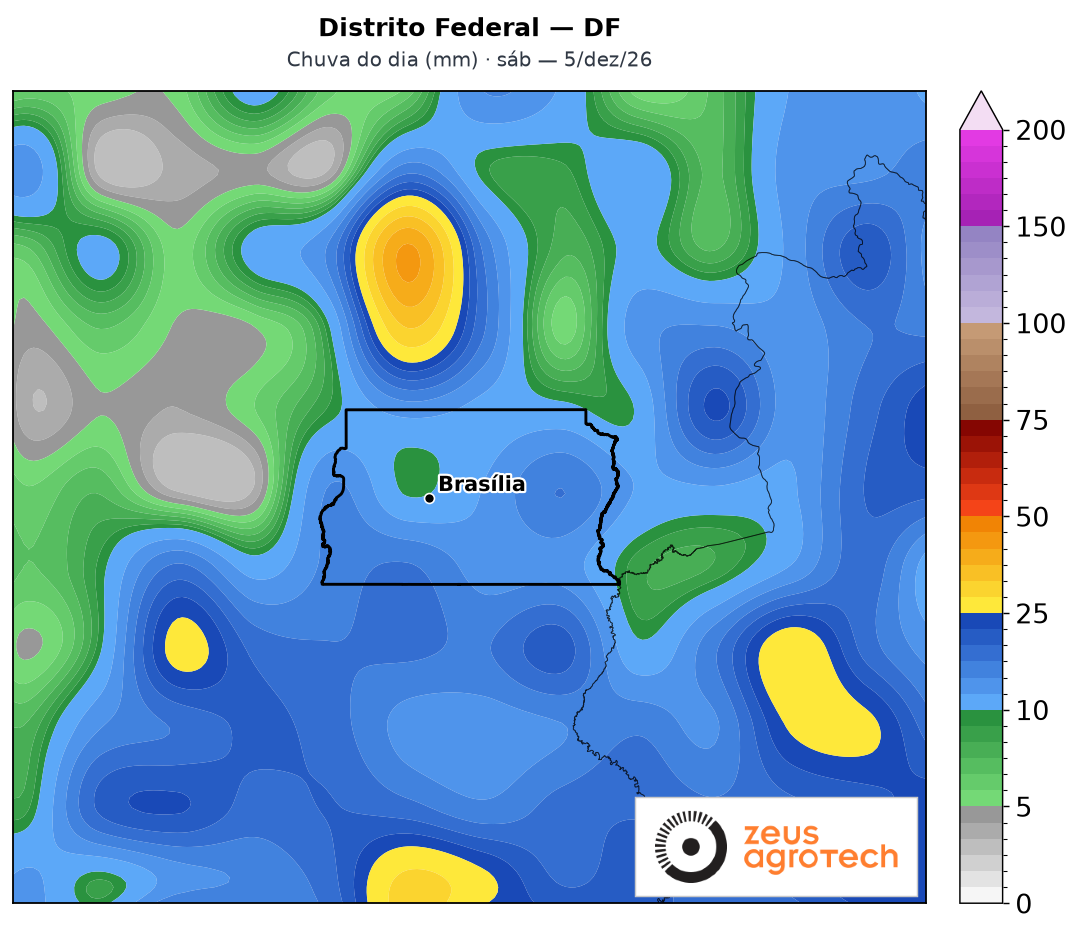 Distrito Federal — DF
Chuva do dia (mm) · sáb — 5/dez/26
200
150
100
75
50
25
10
5
0
Brasília
zeus
agrotech